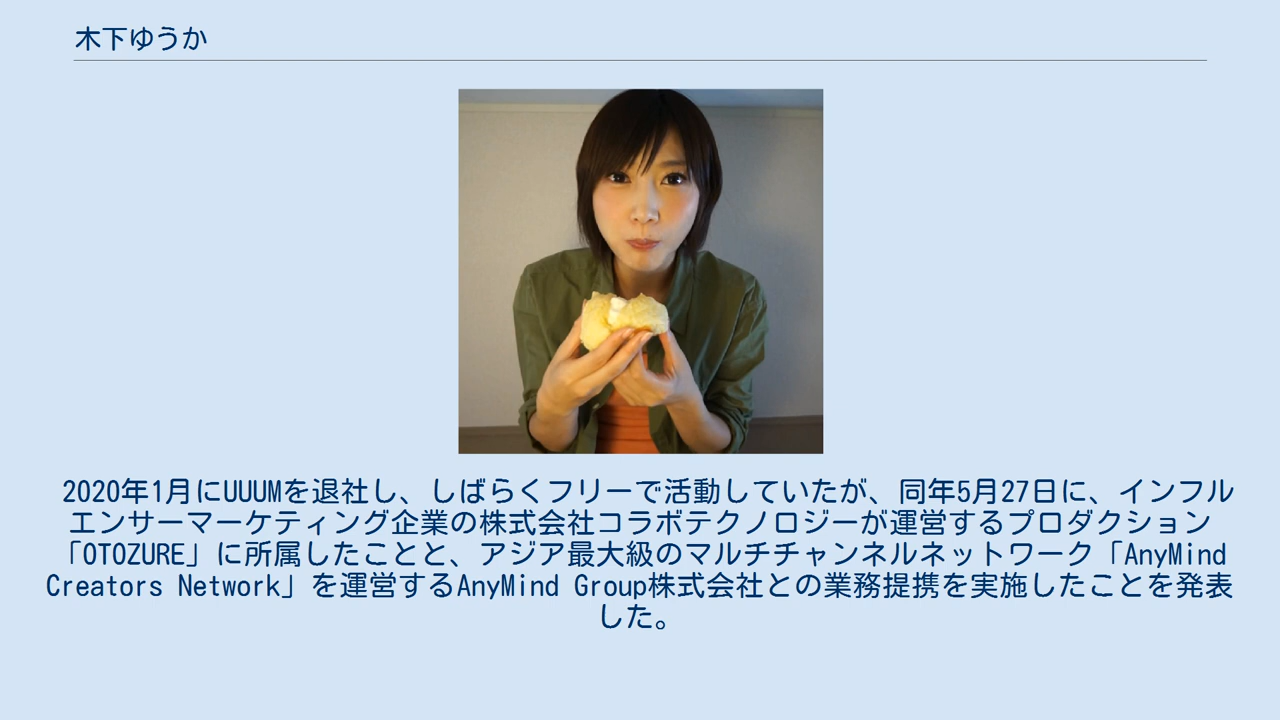 木下ゆうか
2020年1月にUUUMを退社し、しばらくフリーで活動していたが、同年5月27日に、インフル
エンサーマーケティング企業の株式会社コラボテクノロジーが運営するプロダクション
「OTOZURE」に所属したことと、アジア最大級のマルチチャンネルネットワーク「AnyMind
Creators Network」を運営するAnyMind Group株式会社との業務提携を実施したことを発表
した。